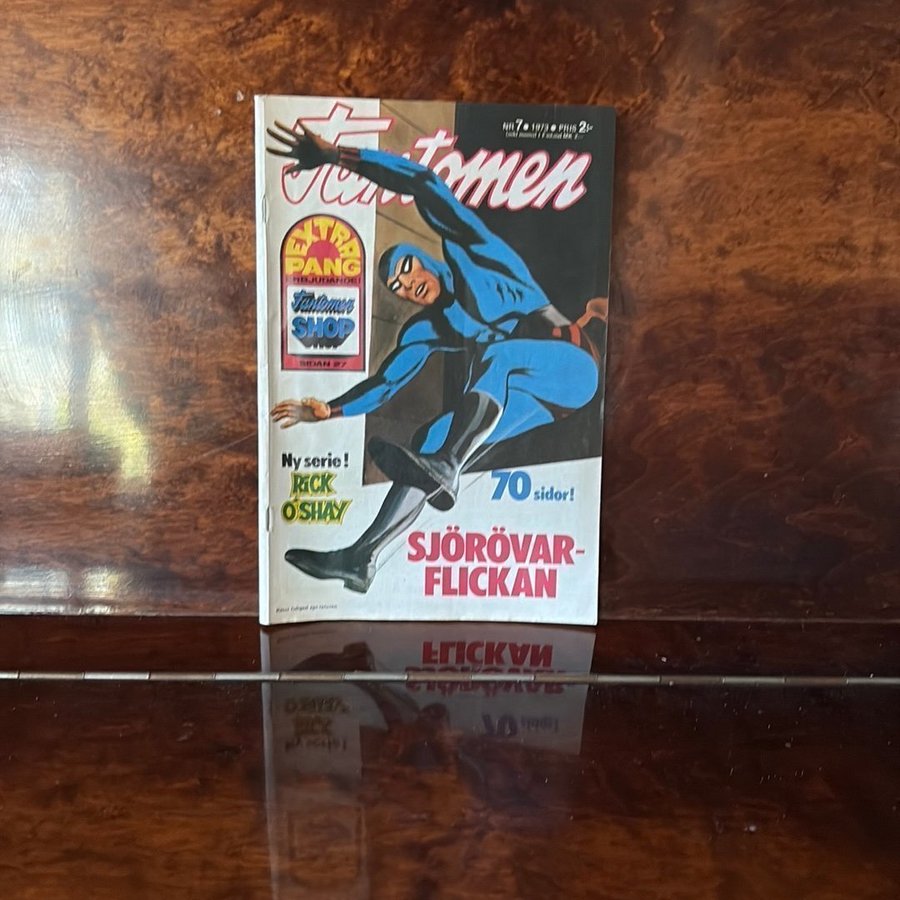 NR 7 • 1973 • PRIS 2:-
Fantomen
EXTRA
PANG
ERBJUDANDE!
Fantomen
SHOP
SIDAN 27
Ny serie!
RICK
O'SHAY
70 sidor!
SJÖRÖVAR-
FLICKAN